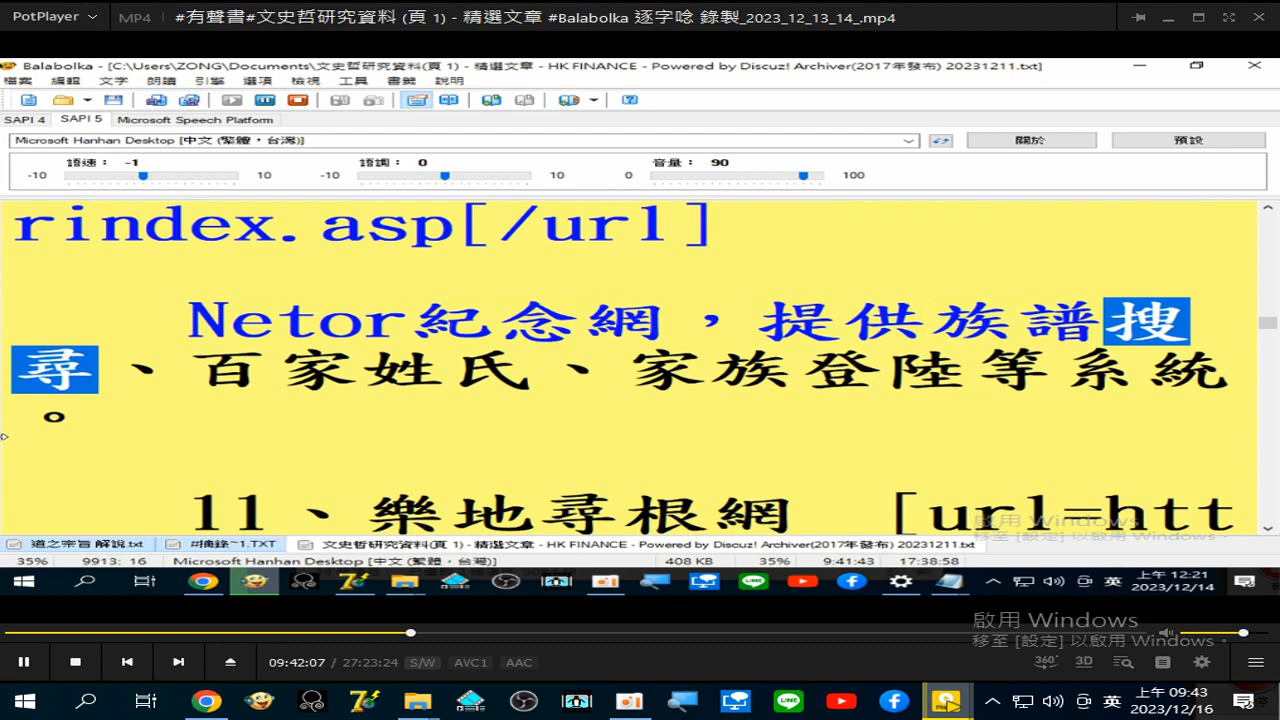 PotPlayer MP4 #有聲書#文史哲研究資料 (頁 1) - 精選文章 #Balabolka 逐字唸 錄製_2023_12_13_14_.mp4
Balabolka - [C:\Users\ZONG\Documents\文史哲研究資料(頁 1) - 精選文章 - HK FINANCE - Powered by Discuz! Archiver(2017年發布) 20231211.txt]
檔案 編輯 文字 朗讀 引擎 選項 檢視 工具 書籤 說明
SAPI 4 SAPI 5 Microsoft Speech Platform
Microsoft Hanhan Desktop [中文 (繁體，台灣)] 關於 預設
語速： -1 語調： 0 音量： 90
-10 10 -10 10 0 100
rindex.asp[/url]
Netor紀念網，提供族譜搜
尋、百家姓氏、家族登陸等系統
。
11、樂地尋根網 [url=htt
啟用 Windows
移至 [設定] 以啟用 Windows。
道之宗旨 解說.txt #摘錄~1.TXT 文史哲研究資料(頁 1) - 精選文章 - HK FINANCE - Powered by Discuz! Archiver(2017年發布) 20231211.txt
35% 9913: 16 Microsoft Hanhan Desktop [中文 (繁體，台灣)] 408 KB 35% 9:41:43 17:38:58
英 上午 12:21
2023/12/14
啟用 Windows
移至 [設定] 以啟用 Windows。
09:42:07 / 27:23:24 S/W AVC1 AAC 360° 3D
英 上午 09:43
2023/12/16